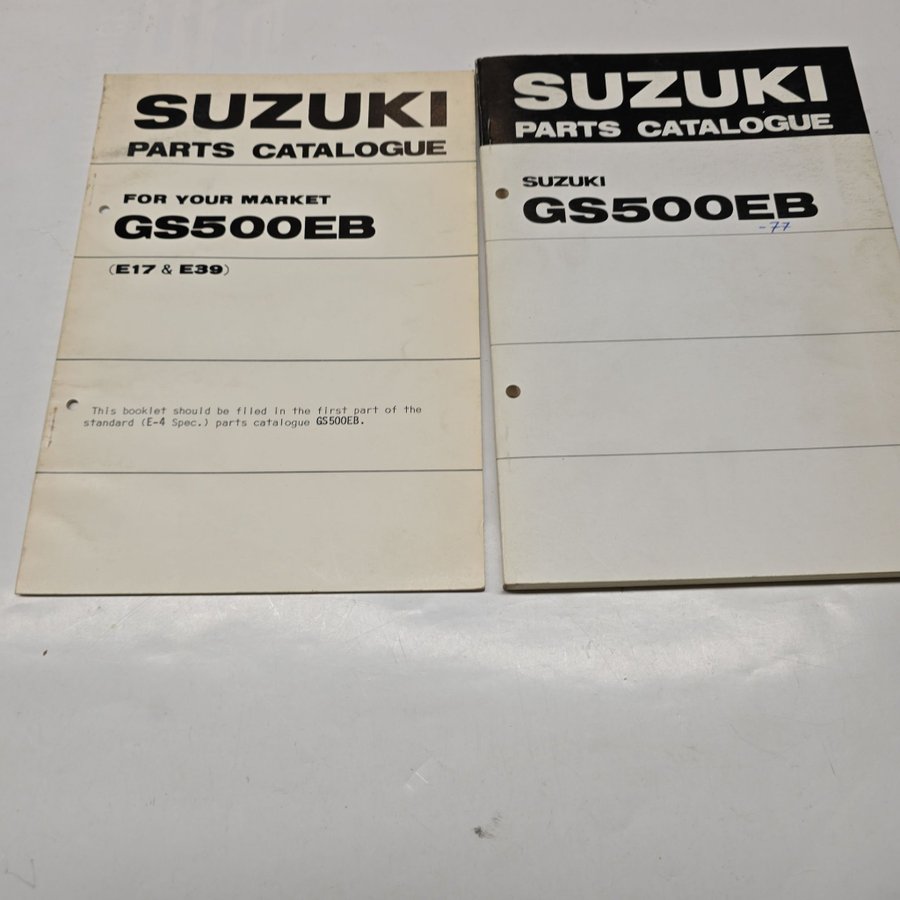 SUZUKI
PARTS CATALOGUE
FOR YOUR MARKET
GS500EB
(E17 & E39)
This booklet should be filed in the first part of the
standard (E-4 Spec.) parts catalogue GS500EB.
SUZUKI
PARTS CATALOGUE
SUZUKI
GS500EB
-77